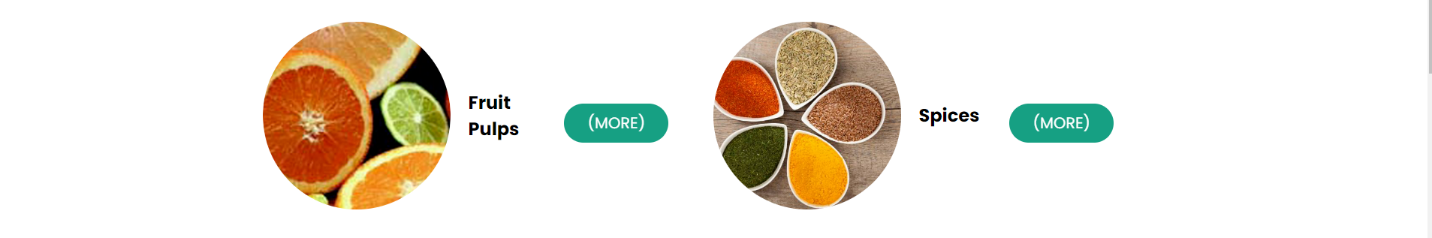 Fruit
Pulps
(MORE)
Spices
(MORE)